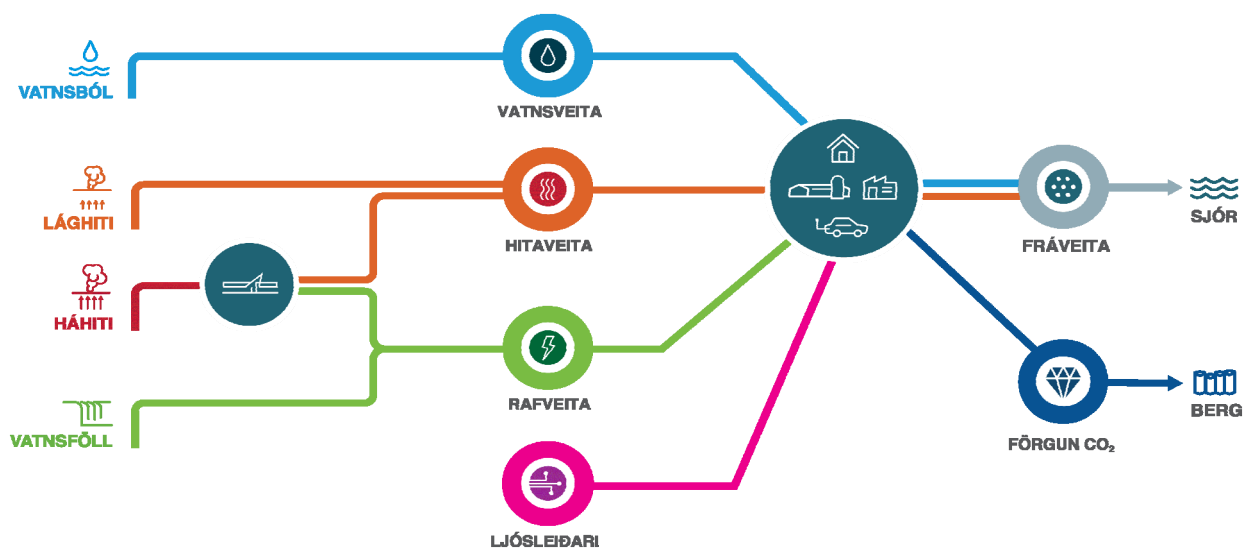 VATNSBÓL
VATNSVEITA
LÁGHITI
HITAVEITA
HÁHITI
RAFVEITA
VATNSFÖLL
LJÓSLEIÐARI
FRÁVEITA
SJÓR
FÖRGUN CO₂
BERG